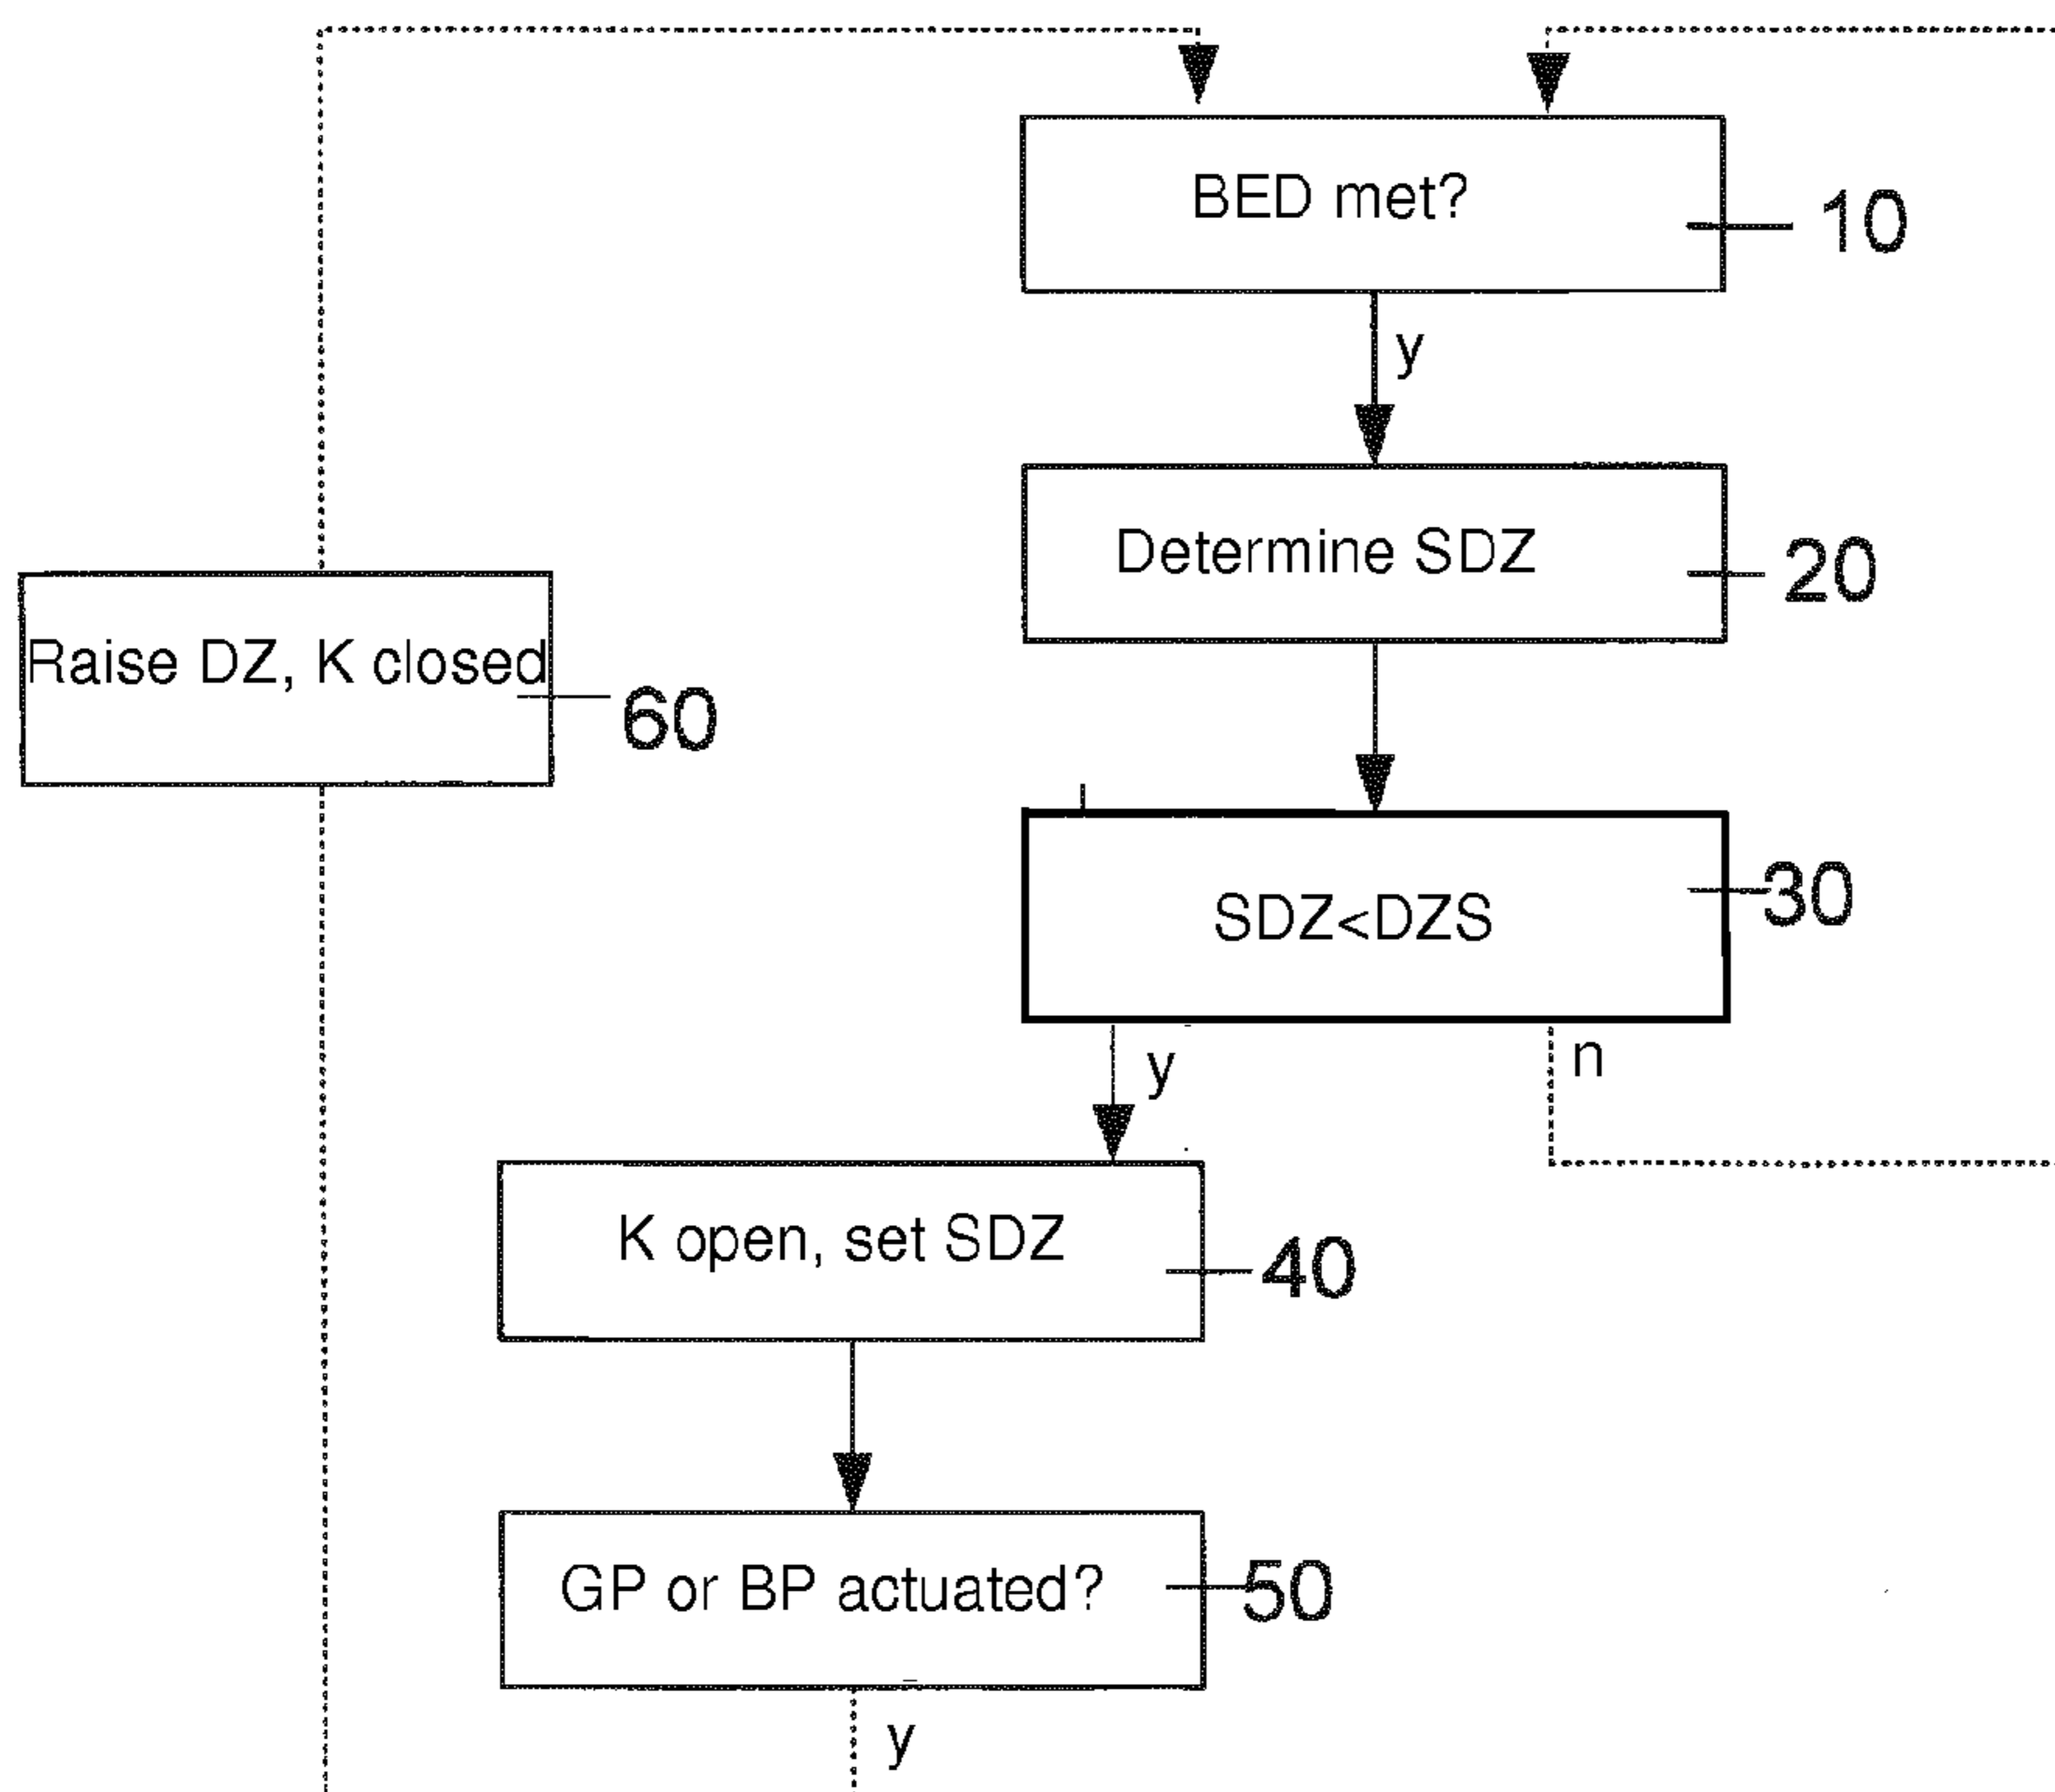 BED met?
10
y
Determine SDZ
20
Raise DZ, K closed
60
SDZ<DZS
30
y
n
K open, set SDZ
40
GP or BP actuated?
50
y